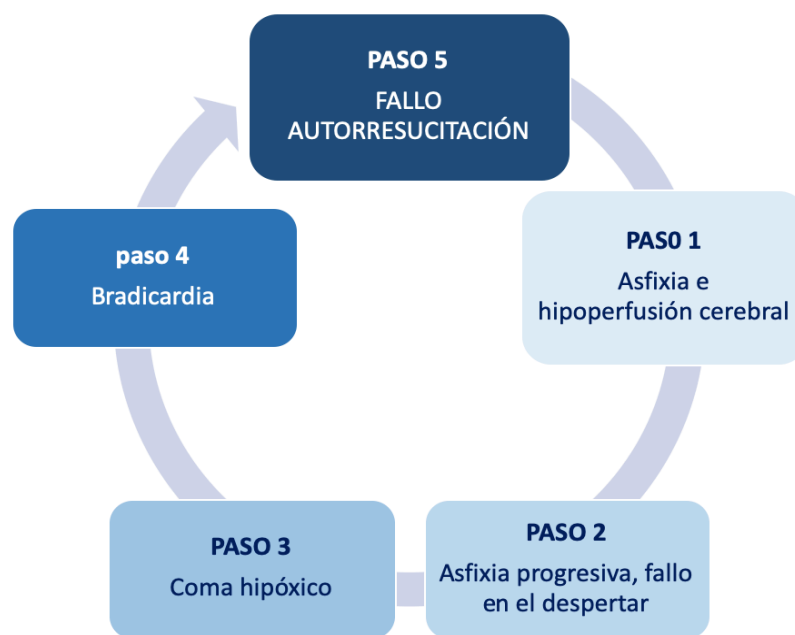 PASO 5
FALLO
AUTORRESUCITACIÓN
PAS0 1
Asfixia e
hipoperfusión cerebral
PASO 2
Asfixia progresiva, fallo
en el despertar
PASO 3
Coma hipóxico
paso 4
Bradicardia